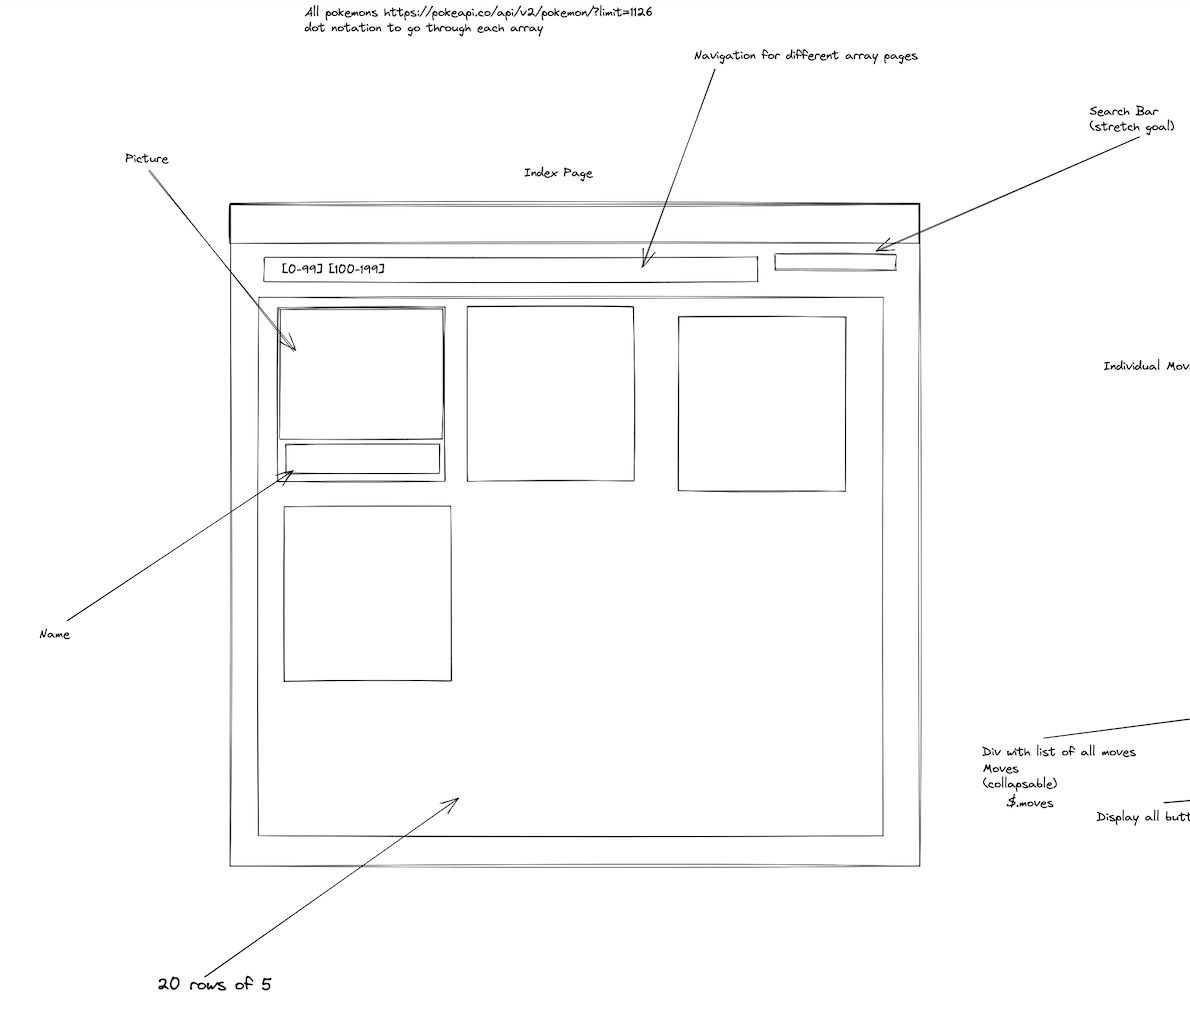 All pokemons https://pokeapi.co/api/v2/pokemon/?limit=1126
dot notation to go through each array
Navigation for different array pages
Search Bar
(stretch goal)
Picture
Index Page
[0-99] [100-199]
Individual Mov
Name
Div with list of all moves
Moves
(collapsable)
$.moves
Display all butt
20 rows of 5